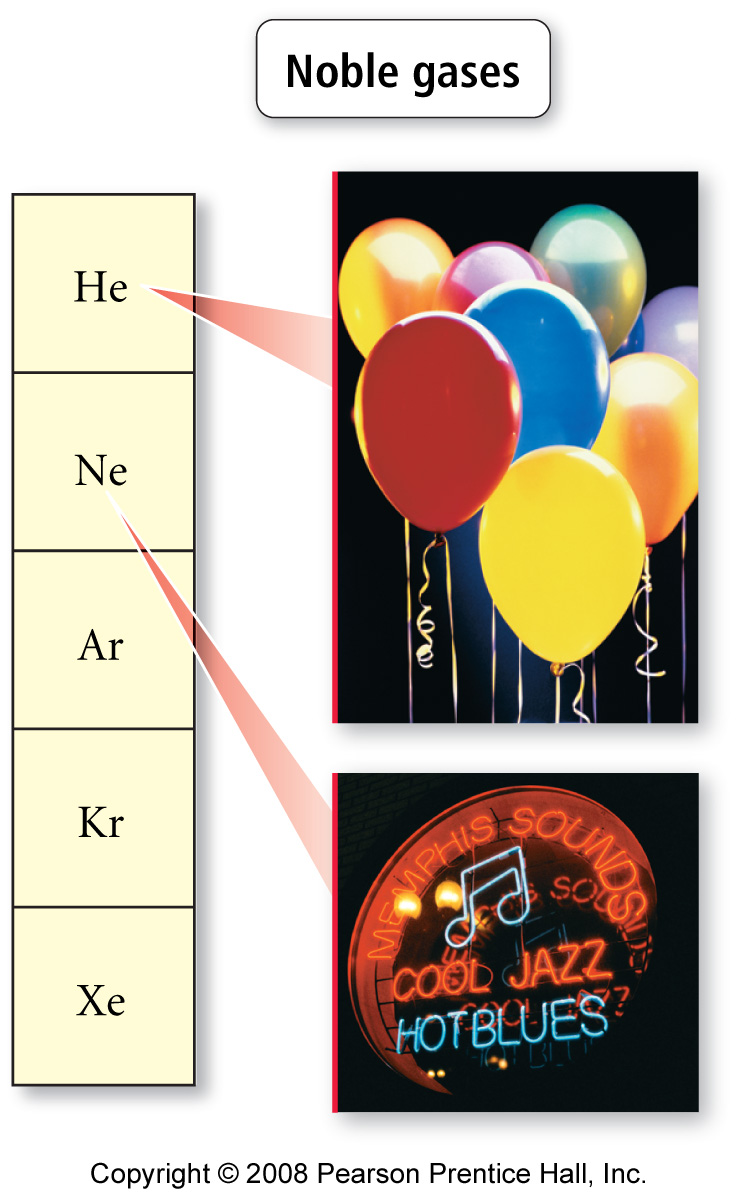 Noble gases
He
Ne
Ar
Kr
Xe
MEMPHIS SOUNDS
COOL JAZZ
HOT BLUES
Copyright © 2008 Pearson Prentice Hall, Inc.